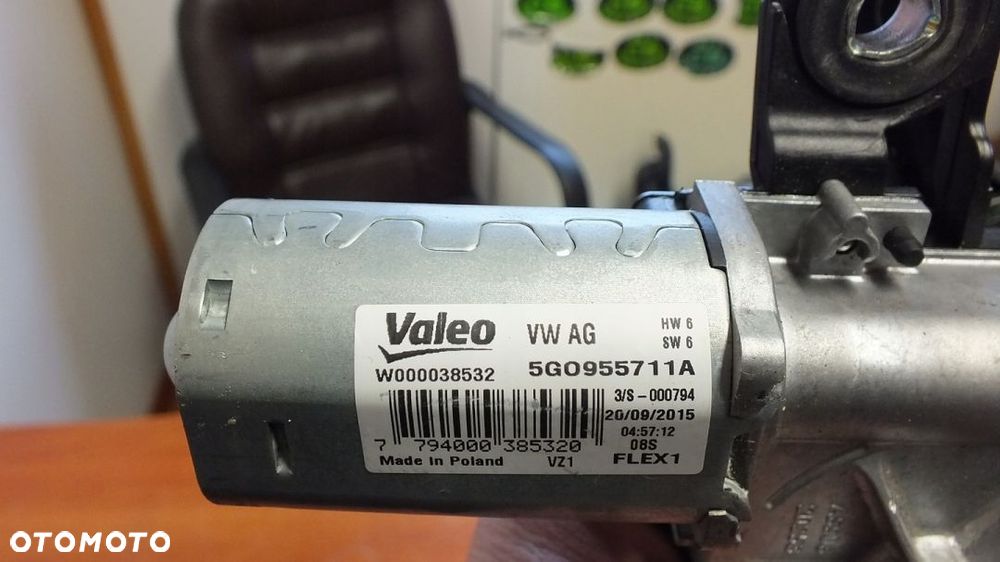 Valeo VW AG HW 6
SW 6
W000038532 5G0955711A
3/S-000794
20/09/2015
04:57:12
7 794000 385320 08S
Made in Poland VZ1 FLEX1
OTOMOTO